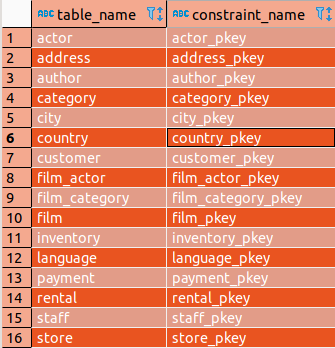 ABC table_name ABC constraint_name
1 actor actor_pkey
2 address address_pkey
3 author author_pkey
4 category category_pkey
5 city city_pkey
6 country country_pkey
7 customer customer_pkey
8 film_actor film_actor_pkey
9 film_category film_category_pkey
10 film film_pkey
11 inventory inventory_pkey
12 language language_pkey
13 payment payment_pkey
14 rental rental_pkey
15 staff staff_pkey
16 store store_pkey